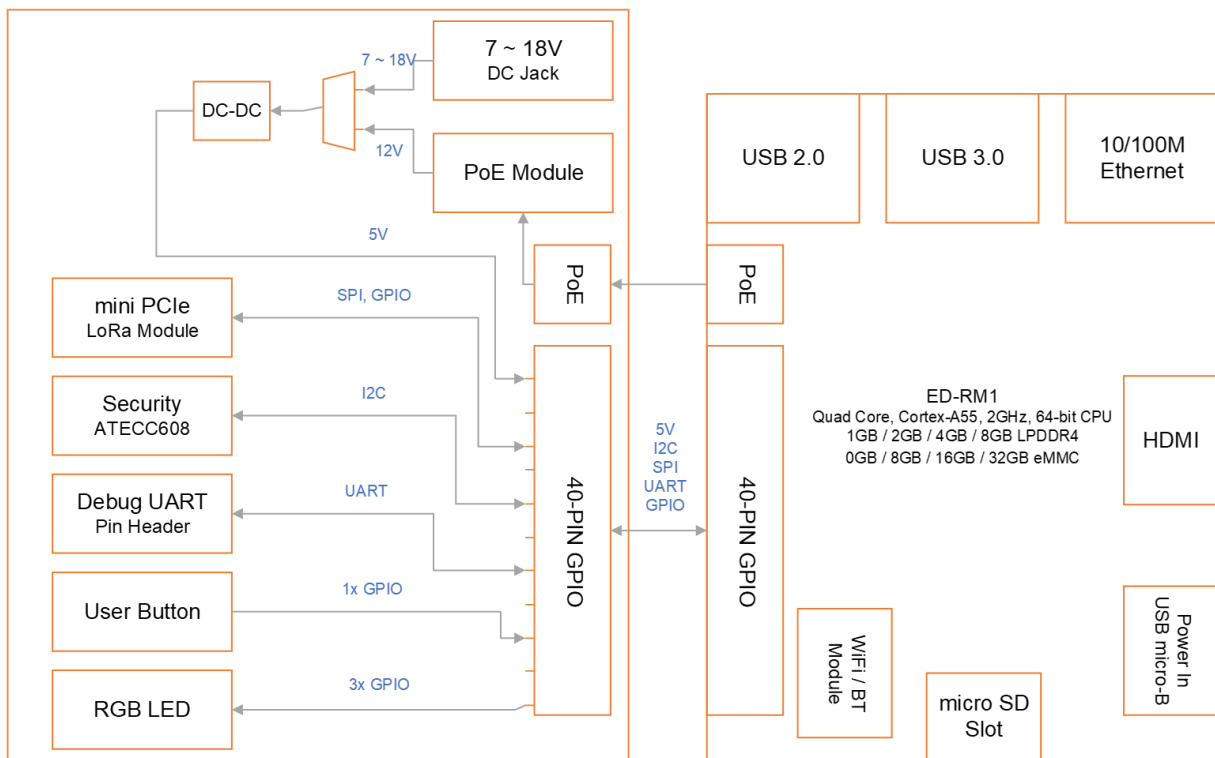 7 ~ 18V
DC Jack
7 ~ 18V
DC-DC
12V
PoE Module
5V
PoE
mini PCIe
LoRa Module
SPI, GPIO
Security
ATECC608
I2C
Debug UART
Pin Header
UART
User Button
1x GPIO
RGB LED
3x GPIO
40-PIN GPIO
5V
I2C
SPI
UART
GPIO
USB 2.0
USB 3.0
10/100M
Ethernet
PoE
40-PIN GPIO
ED-RM1
Quad Core, Cortex-A55, 2GHz, 64-bit CPU
1GB / 2GB / 4GB / 8GB LPDDR4
0GB / 8GB / 16GB / 32GB eMMC
HDMI
WiFi / BT
Module
micro SD
Slot
Power In
USB micro-B